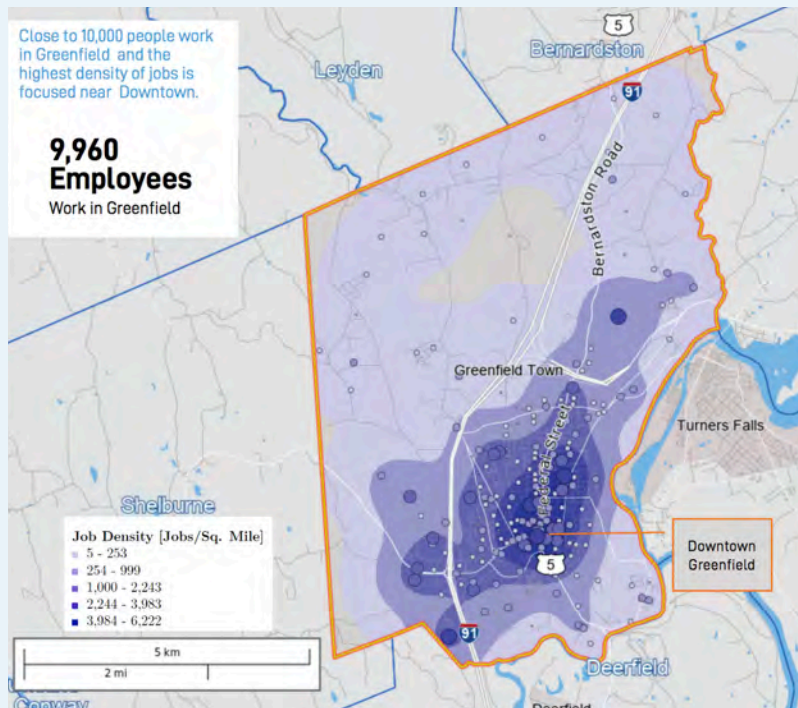 Close to 10,000 people work
in Greenfield and the
highest density of jobs is
focused near Downtown.
9,960
Employees
Work in Greenfield
5
Bernardston
Leyden
91
Bernardston Road
Greenfield Town
Federal Street
Turners Falls
Shelburne
Job Density [Jobs/Sq. Mile]
5 - 253
254 - 999
1,000 - 2,243
2,244 - 3,983
3,984 - 6,222
Downtown
Greenfield
5
91
5 km
2 mi
Deerfield
Conway
Deerfield